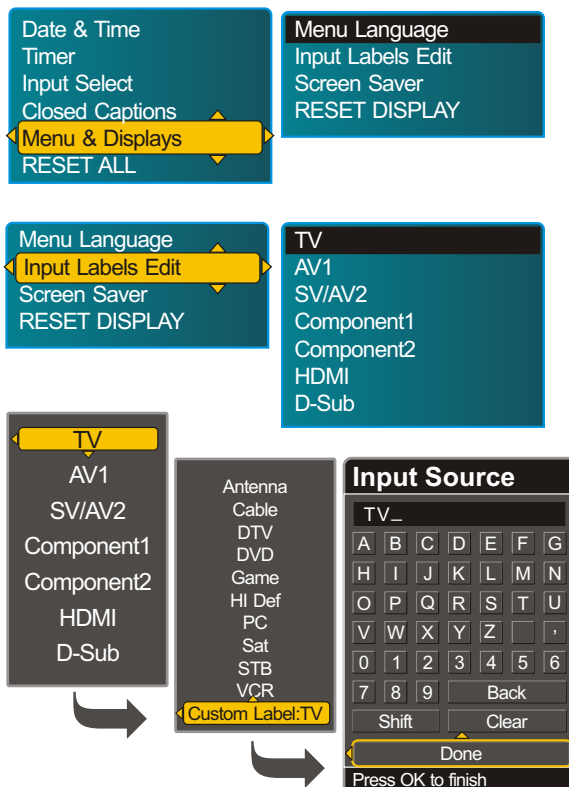 Date & Time
Timer
Input Select
Closed Captions
Menu & Displays
RESET ALL
Menu Language
Input Labels Edit
Screen Saver
RESET DISPLAY
Menu Language
Input Labels Edit
Screen Saver
RESET DISPLAY
TV
AV1
SV/AV2
Component1
Component2
HDMI
D-Sub
TV
AV1
SV/AV2
Component1
Component2
HDMI
D-Sub
Antenna
Cable
DTV
DVD
Game
HI Def
PC
Sat
STB
VCR
Custom Label:TV
Input Source
TV_
A B C D E F G
H I J K L M N
O P Q R S T U
V W X Y Z ,
0 1 2 3 4 5 6
7 8 9 Back
Shift Clear
Done
Press OK to finish